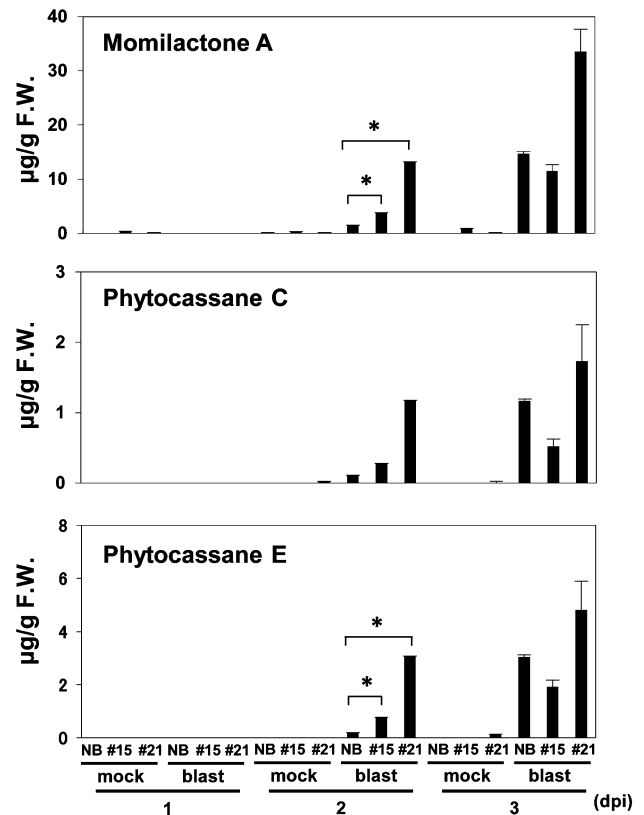 Momilactone A
µg/g F.W.
40
30
20
10
0
*
*
Phytocassane C
µg/g F.W.
3
2
1
0
Phytocassane E
µg/g F.W.
8
6
4
2
0
*
*
NB #15 #21 NB #15 #21 NB #15 #21 NB #15 #21 NB #15 #21 NB #15 #21
mock blast mock blast mock blast
1 2 3 (dpi)